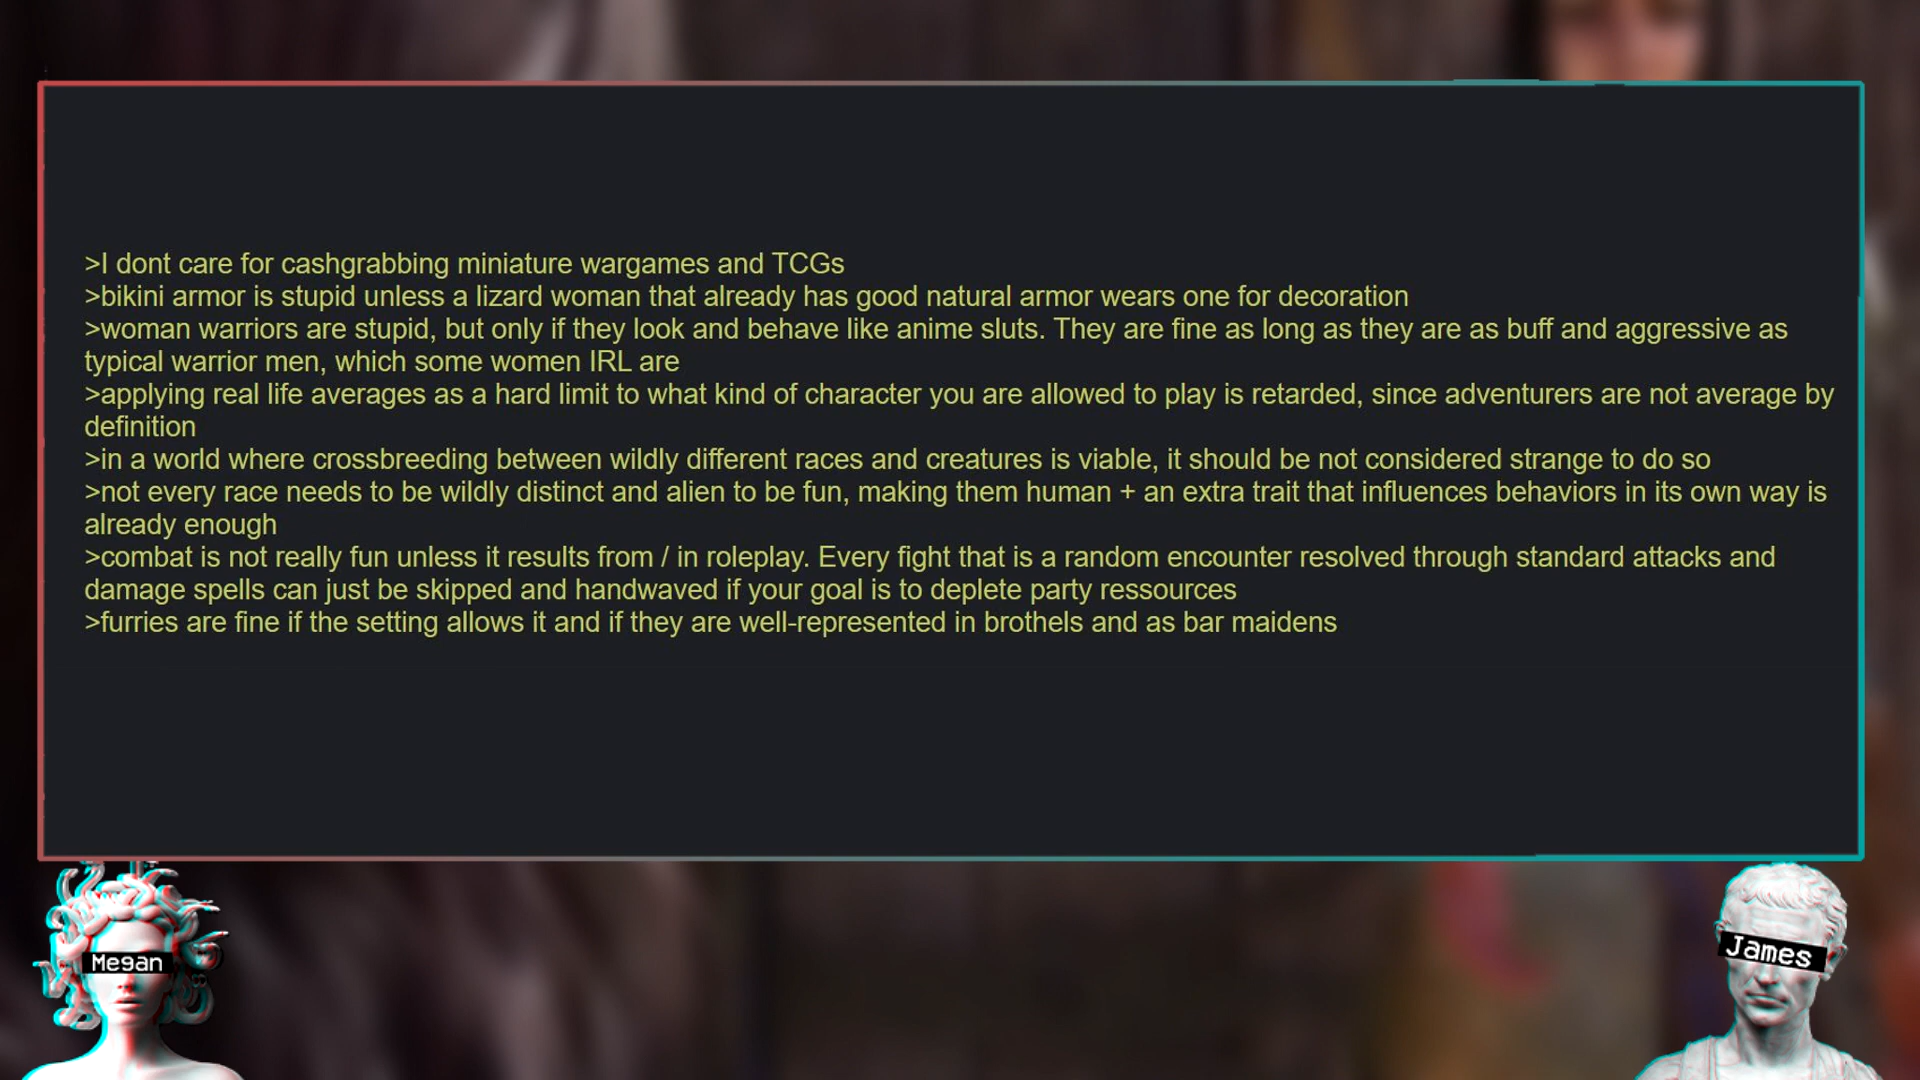 >I dont care for cashgrabbing miniature wargames and TCGs
>bikini armor is stupid unless a lizard woman that already has good natural armor wears one for decoration
>woman warriors are stupid, but only if they look and behave like anime sluts. They are fine as long as they are as buff and aggressive as
typical warrior men, which some women IRL are
>applying real life averages as a hard limit to what kind of character you are allowed to play is retarded, since adventurers are not average by
definition
>in a world where crossbreeding between wildly different races and creatures is viable, it should be not considered strange to do so
>not every race needs to be wildly distinct and alien to be fun, making them human + an extra trait that influences behaviors in its own way is
already enough
>combat is not really fun unless it results from / in roleplay. Every fight that is a random encounter resolved through standard attacks and
damage spells can just be skipped and handwaved if your goal is to deplete party ressources
>furries are fine if the setting allows it and if they are well-represented in brothels and as bar maidens
Megan
James